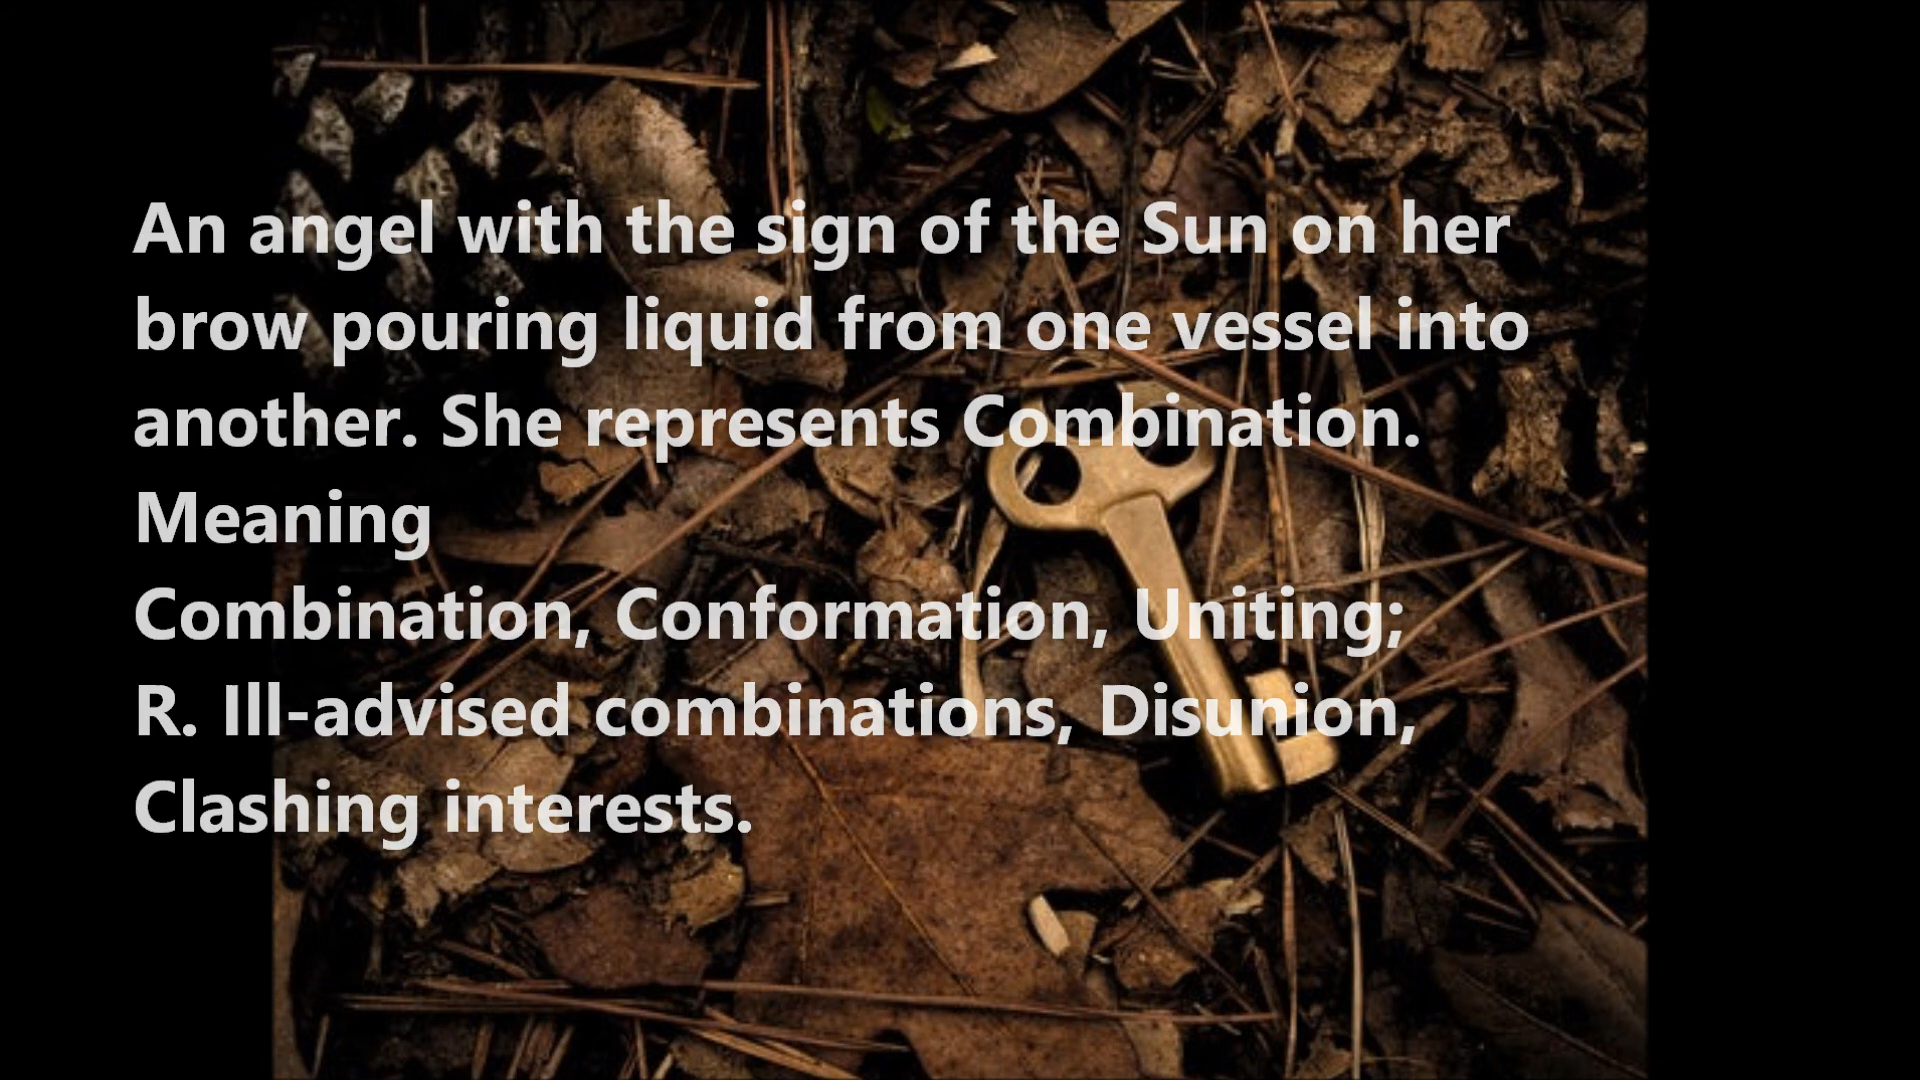 An angel with the sign of the Sun on her
brow pouring liquid from one vessel into
another. She represents Combination.
Meaning
Combination, Conformation, Uniting;
R. Ill-advised combinations, Disunion,
Clashing interests.